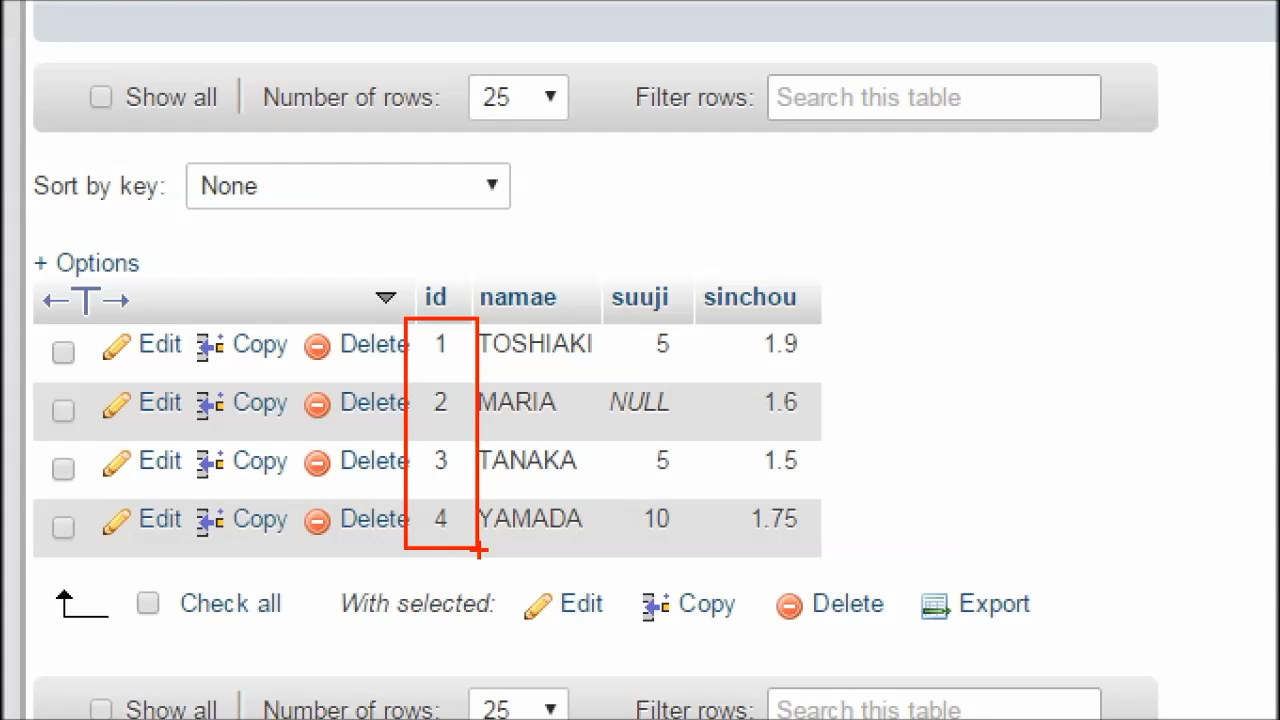 Show all Number of rows: 25 Filter rows: Search this table
Sort by key: None
+ Options
id namae suuji sinchou
Edit Copy Delete 1 TOSHIAKI 5 1.9
Edit Copy Delete 2 MARIA NULL 1.6
Edit Copy Delete 3 TANAKA 5 1.5
Edit Copy Delete 4 YAMADA 10 1.75
Check all With selected: Edit Copy Delete Export
Show all Number of rows: 25 Filter rows: Search this table